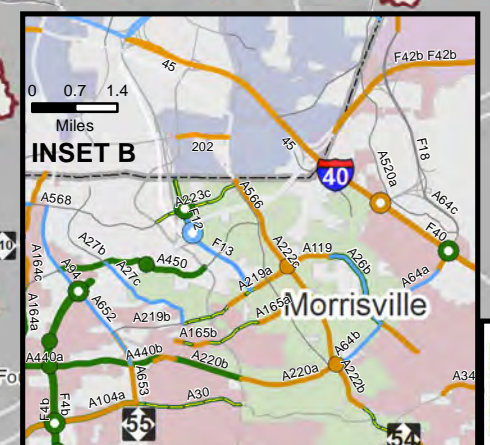 45
F42b F42b
0 0.7 1.4
Miles
INSET B
202
45
40
F18
A520a
A64c
A568
A223c
A566
F12
F40
10
A164c
A27b
A450
F13
A222c
A119
A26b
A64a
A94
A27c
A219a
A652
A164a
A219b
A165a
Morrisville
A165b
A64b
A440a
A440b
A220b
A220a
A222b
A34
A653
F4b
F4b
A104a
A30
55
54
Fo